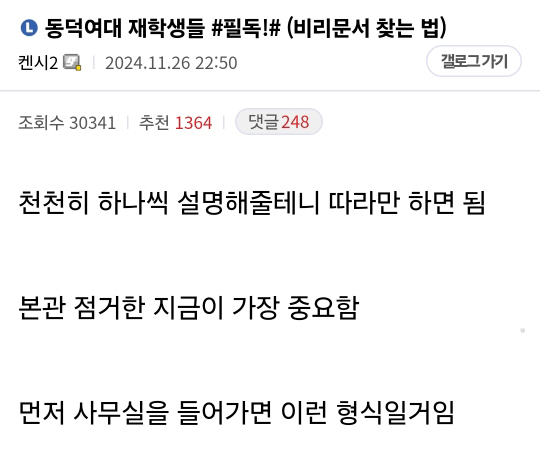 L 동덕여대 재학생들 #필독!# (비리문서 찾는 법)
켄시2 2024.11.26 22:50 갤로그 가기
조회수 30341 추천 1364 댓글 248
천천히 하나씩 설명해줄테니 따라만 하면 됨
본관 점거한 지금이 가장 중요함
먼저 사무실을 들어가면 이런 형식일거임